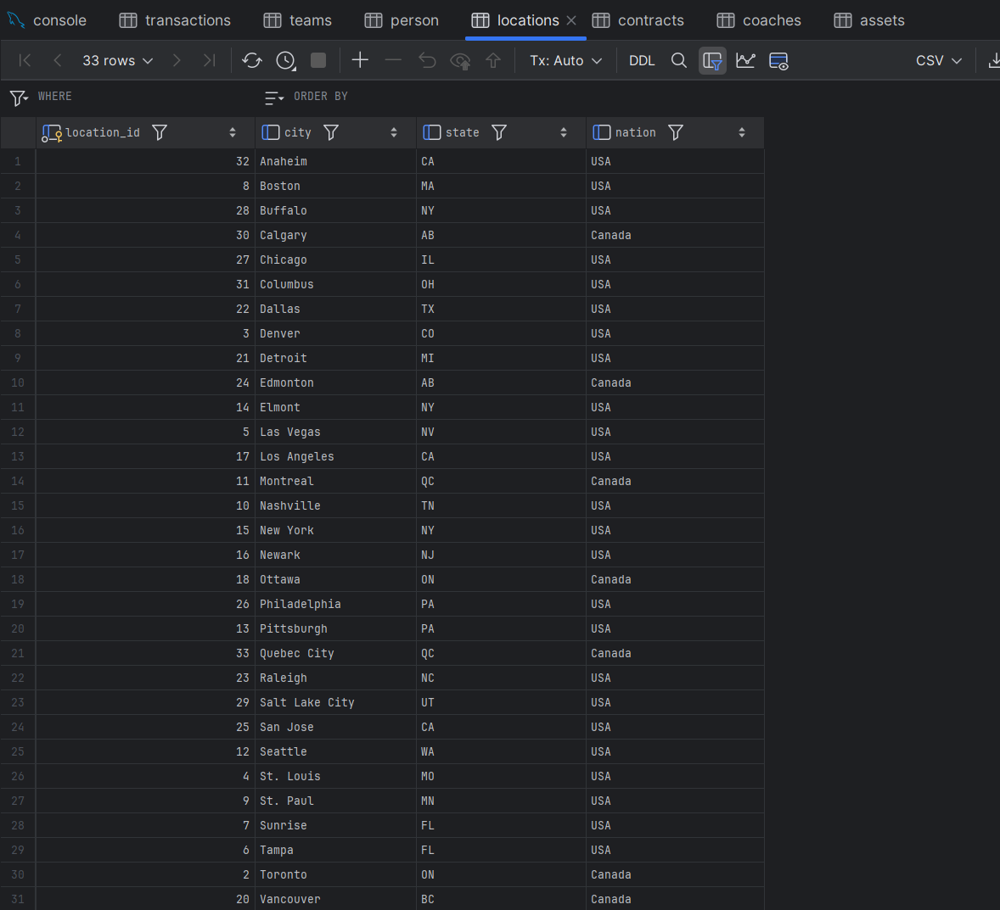 console transactions teams person locations contracts coaches assets
33 rows Tx: Auto DDL CSV
WHERE ORDER BY
location_id city state nation
1 32 Anaheim CA USA
2 8 Boston MA USA
3 28 Buffalo NY USA
4 30 Calgary AB Canada
5 27 Chicago IL USA
6 31 Columbus OH USA
7 22 Dallas TX USA
8 3 Denver CO USA
9 21 Detroit MI USA
10 24 Edmonton AB Canada
11 14 Elmont NY USA
12 5 Las Vegas NV USA
13 17 Los Angeles CA USA
14 11 Montreal QC Canada
15 10 Nashville TN USA
16 15 New York NY USA
17 16 Newark NJ USA
18 18 Ottawa ON Canada
19 26 Philadelphia PA USA
20 13 Pittsburgh PA USA
21 33 Quebec City QC Canada
22 23 Raleigh NC USA
23 29 Salt Lake City UT USA
24 25 San Jose CA USA
25 12 Seattle WA USA
26 4 St. Louis MO USA
27 9 St. Paul MN USA
28 7 Sunrise FL USA
29 6 Tampa FL USA
30 2 Toronto ON Canada
31 20 Vancouver BC Canada